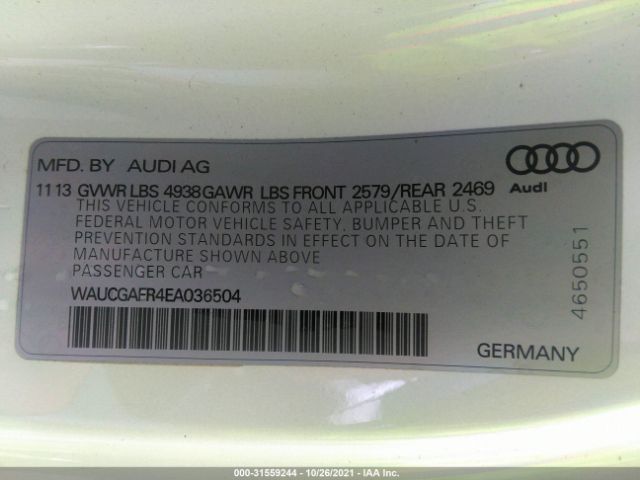 MFD. BY AUDI AG
11 13 GVWR LBS 4938 GAWR LBS FRONT 2579/REAR 2469
Audi
THIS VEHICLE CONFORMS TO ALL APPLICABLE U.S.
FEDERAL MOTOR VEHICLE SAFETY, BUMPER AND THEFT
PREVENTION STANDARDS IN EFFECT ON THE DATE OF
MANUFACTURE SHOWN ABOVE
PASSENGER CAR
WAUCGAFR4EA036504
4650551
GERMANY
000-31559244 - 10/26/2021 - IAA Inc.